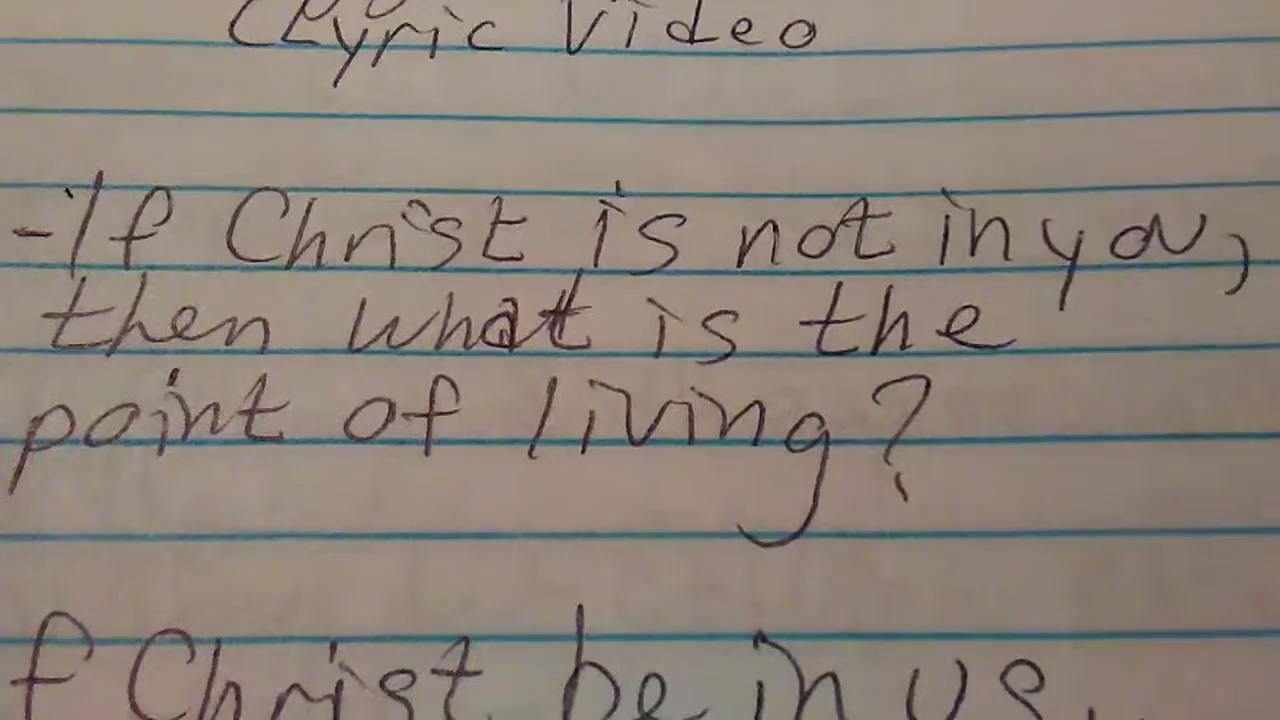 (Lyric Video
-If Christ is not in you,
then what is the
point of living?
f Christ be in us